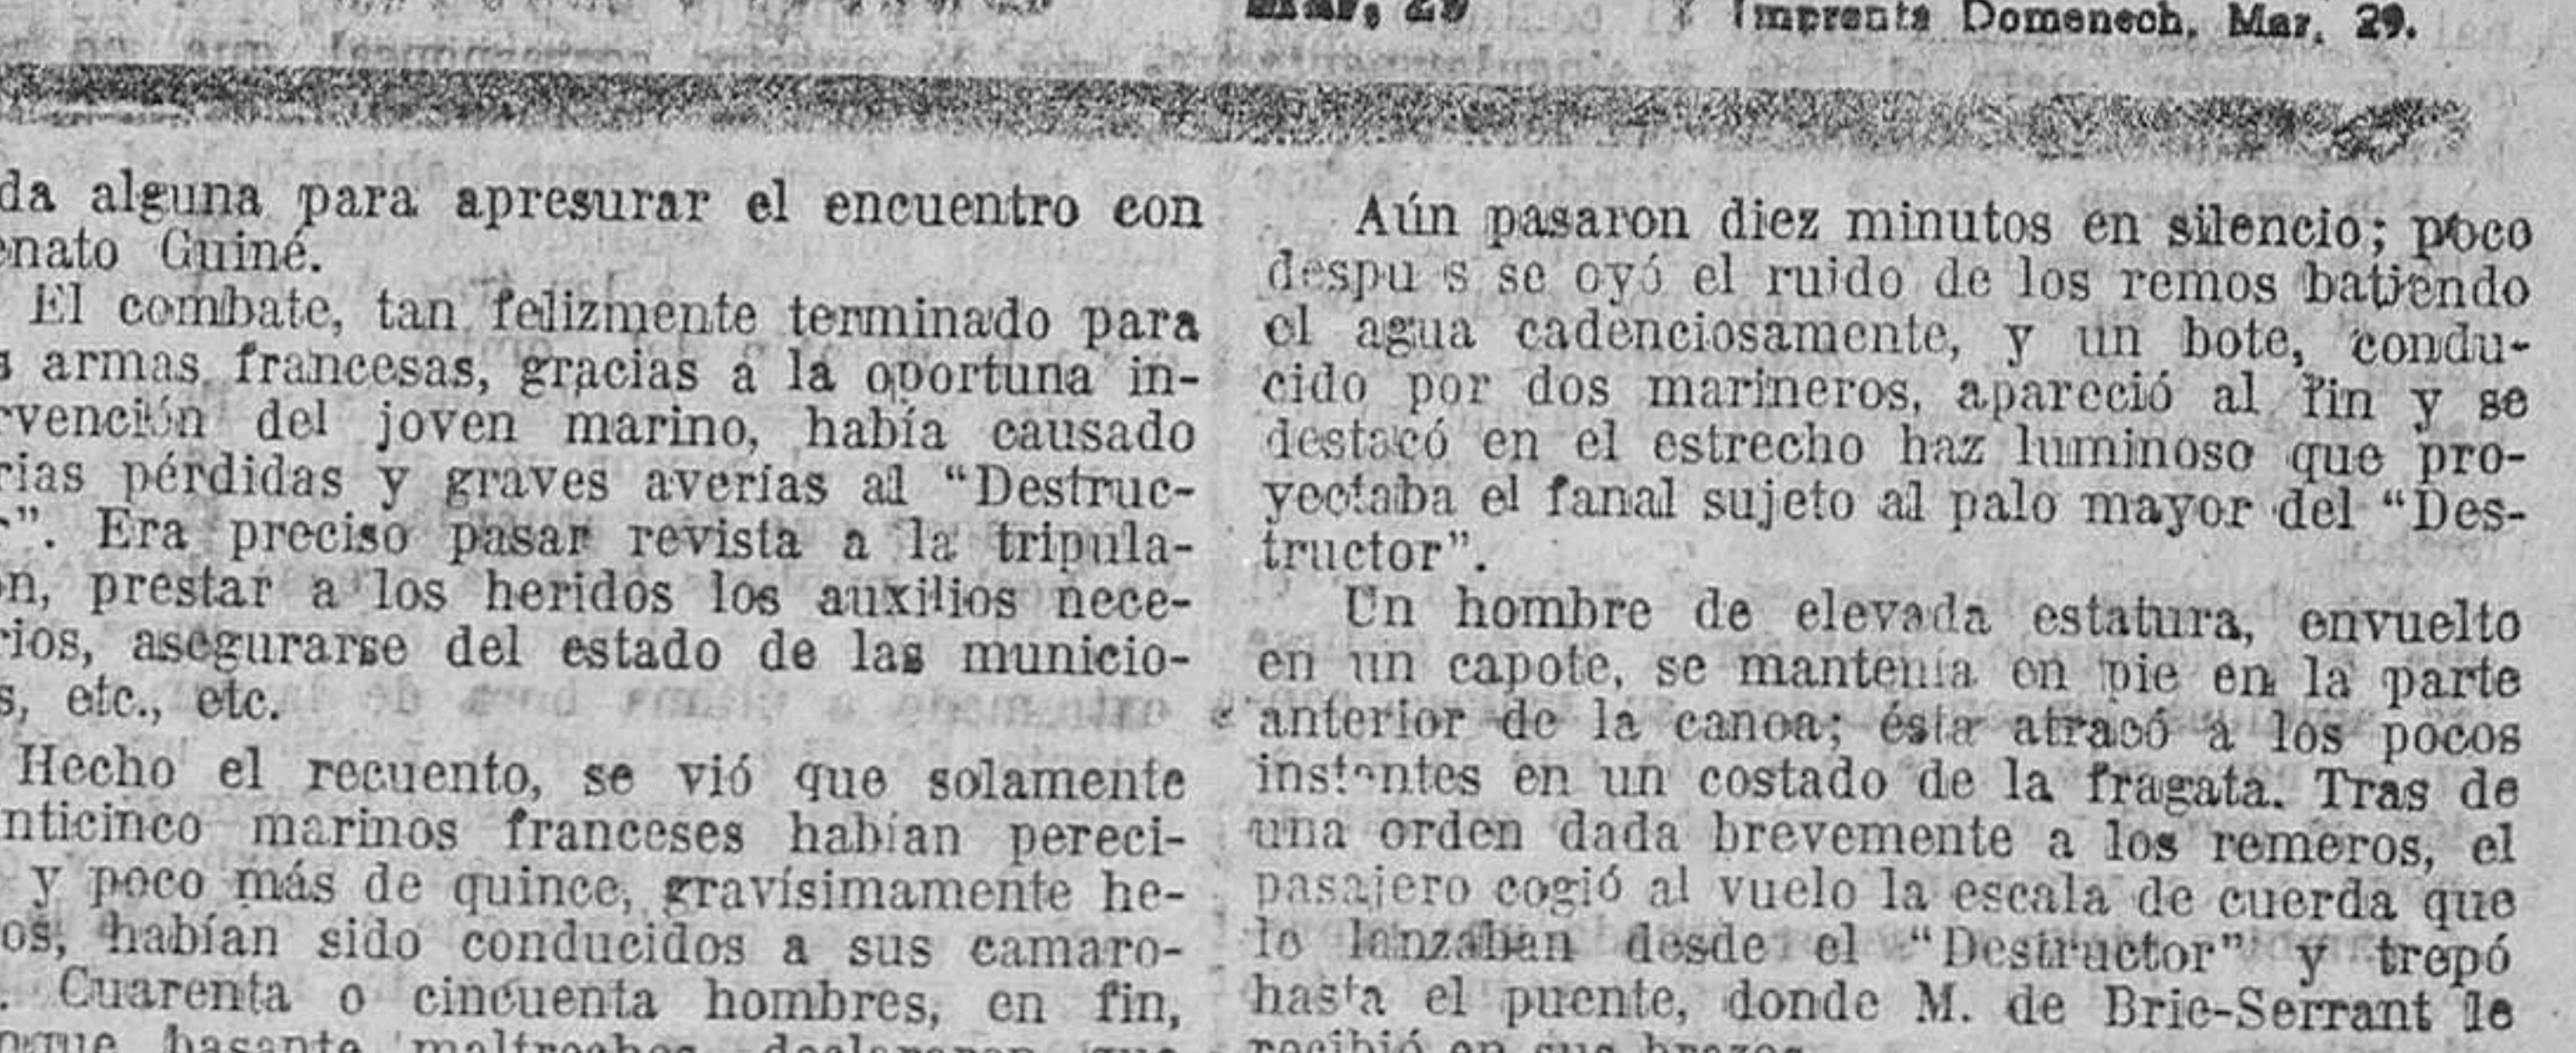 Mar, 29
Imprenta Domenech, Mar, 29.
da alguna para apresurar el encuentro con
enato Guiné.
El combate, tan felizmente terminado para
s armas francesas, gracias a la oportuna in-
rvención del joven marino, había causado
rias pérdidas y graves averías al “Destruc-
r”. Era preciso pasar revista a la tripula-
on, prestar a los heridos los auxilios nece-
rios, asegurarse del estado de las municio-
s, etc., etc.
Hecho el recuento, se vió que solamente
nticinco marinos franceses habían pereci-
y poco más de quince, gravísimamente he-
os, habían sido conducidos a sus camaro-
. Cuarenta o cincuenta hombres, en fin,
Aún pasaron diez minutos en silencio; poco
despu s se oyó el ruido de los remos batiendo
el agua cadenciosamente, y un bote, condu-
cido por dos marineros, apareció al fin y se
destacó en el estrecho haz luminoso que pro-
yectaba el fanal sujeto al palo mayor del “Des-
tructor”.
Un hombre de elevada estatura, envuelto
en un capote, se mantenía en pie en la parte
anterior de la canoa; ésta atracó a los pocos
instantes en un costado de la fragata. Tras de
una orden dada brevemente a los remeros, el
pasajero cogió al vuelo la escala de cuerda que
le lanzaban desde el “Destructor” y trepó
hasta el puente, donde M. de Brie-Serrant le
recibió en sus brazos